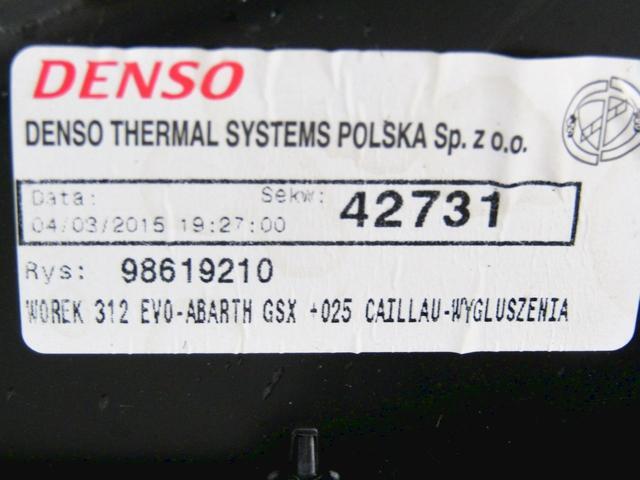 DENSO
DENSO THERMAL SYSTEMS POLSKA Sp. z o.o.
Data: Sekw: 42731
04/03/2015 19:27:00
Rys: 98619210
WOREK 312 EVO-ABARTH GSX +025 CAILLAU-WYGLUSZENIA